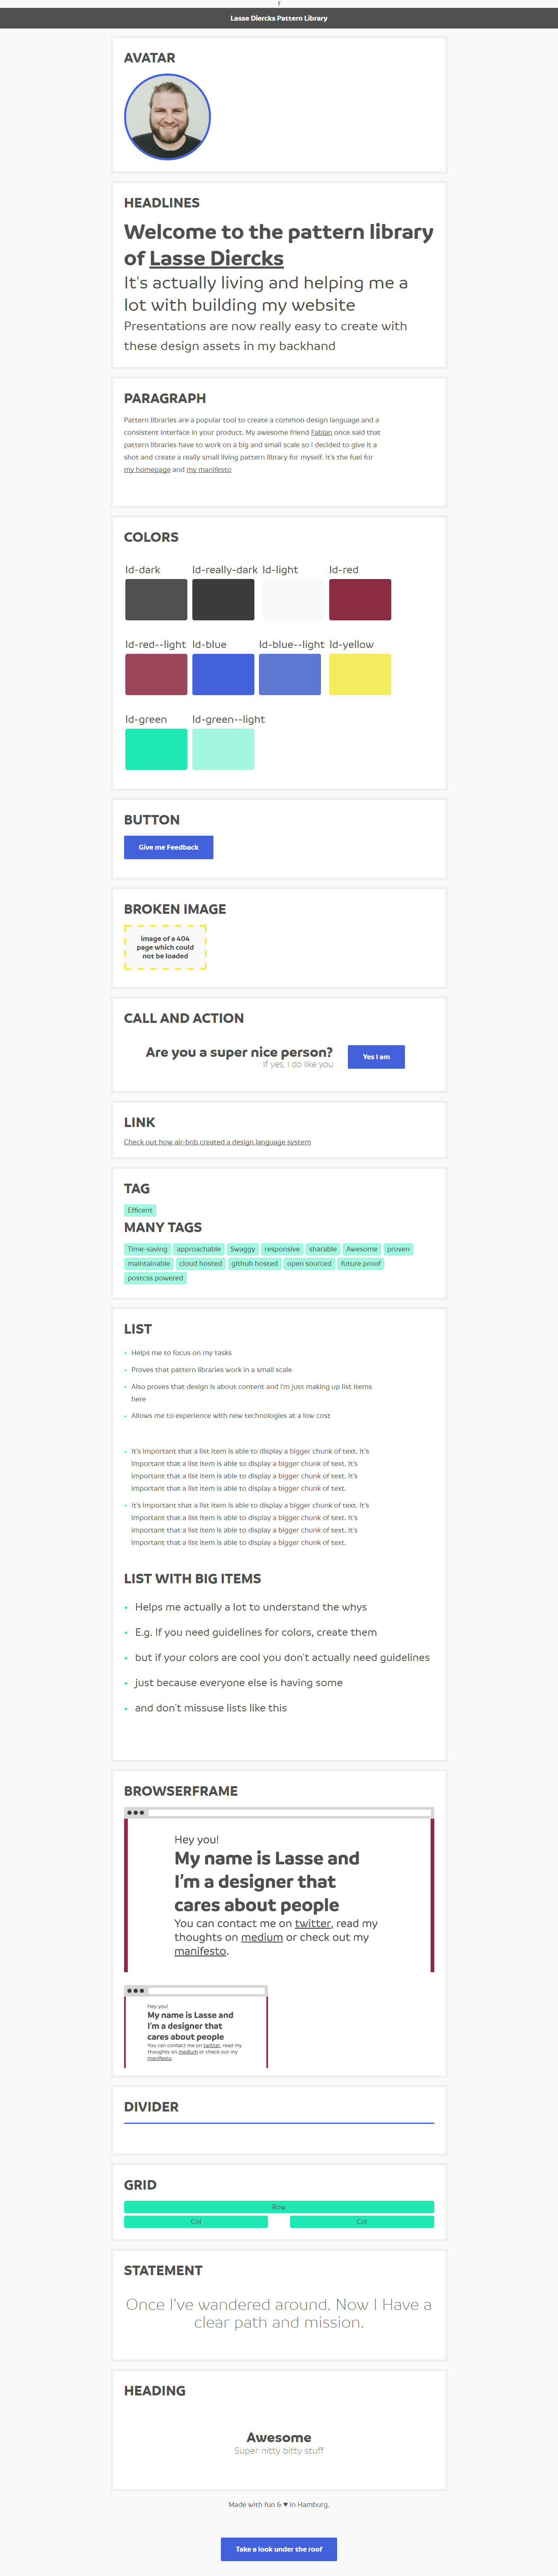 f
Lasse Diercks Pattern Library
AVATAR
HEADLINES
Welcome to the pattern library
of Lasse Diercks
It's actually living and helping me a
lot with building my website
Presentations are now really easy to create with
these design assets in my backhand
PARAGRAPH
Pattern libraries are a popular tool to create a common design language and a
consistent interface in your product. My awesome friend Fabian once said that
pattern libraries have to work on a big and small scale so I decided to give it a
shot and create a really small living pattern library for myself. It's the fuel for
my homepage and my manifesto
COLORS
ld-dark ld-really-dark ld-light ld-red
ld-red--light ld-blue ld-blue--light ld-yellow
ld-green ld-green--light
BUTTON
Give me Feedback
BROKEN IMAGE
image of a 404
page which could
not be loaded
CALL AND ACTION
Are you a super nice person?
If yes, I do like you
Yes I am
LINK
Check out how air-bnb created a design language system
TAG
Efficent
MANY TAGS
Time-saving approachable Swaggy responsive sharable Awesome proven
maintainable cloud hosted github hosted open sourced future proof
postcss powered
LIST
• Helps me to focus on my tasks
• Proves that pattern libraries work in a small scale
• Also proves that design is about content and I'm just making up list items
here
• Allows me to experience with new technologies at a low cost
• It's important that a list item is able to display a bigger chunk of text. It's
important that a list item is able to display a bigger chunk of text. It's
important that a list item is able to display a bigger chunk of text. It's
important that a list item is able to display a bigger chunk of text.
• It's important that a list item is able to display a bigger chunk of text. It's
important that a list item is able to display a bigger chunk of text. It's
important that a list item is able to display a bigger chunk of text. It's
important that a list item is able to display a bigger chunk of text.
LIST WITH BIG ITEMS
• Helps me actually a lot to understand the whys
• E.g. If you need guidelines for colors, create them
• but if your colors are cool you don't actually need guidelines
• just because everyone else is having some
• and don't missuse lists like this
BROWSERFRAME
Hey you!
My name is Lasse and
I'm a designer that
cares about people
You can contact me on twitter, read my
thoughts on medium or check out my
manifesto.
Hey you!
My name is Lasse and
I'm a designer that
cares about people
You can contact me on twitter, read my
thoughts on medium or check out my
manifesto.
DIVIDER
GRID
Row
Col Col
STATEMENT
Once I've wandered around. Now I Have a
clear path and mission.
HEADING
Awesome
Super nitty bitty stuff
Made with fun & ♥ in Hamburg.
Take a look under the roof